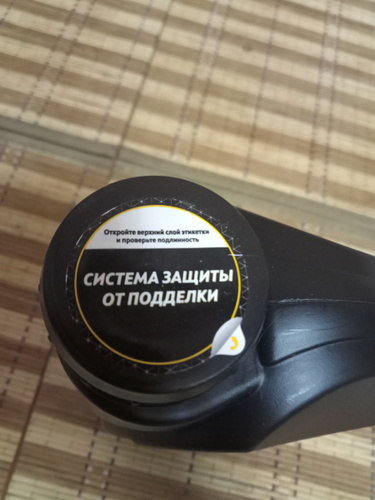 Откройте верхний слой этикетки
и проверьте подлинность
СИСТЕМА ЗАЩИТЫ
ОТ ПОДДЕЛКИ